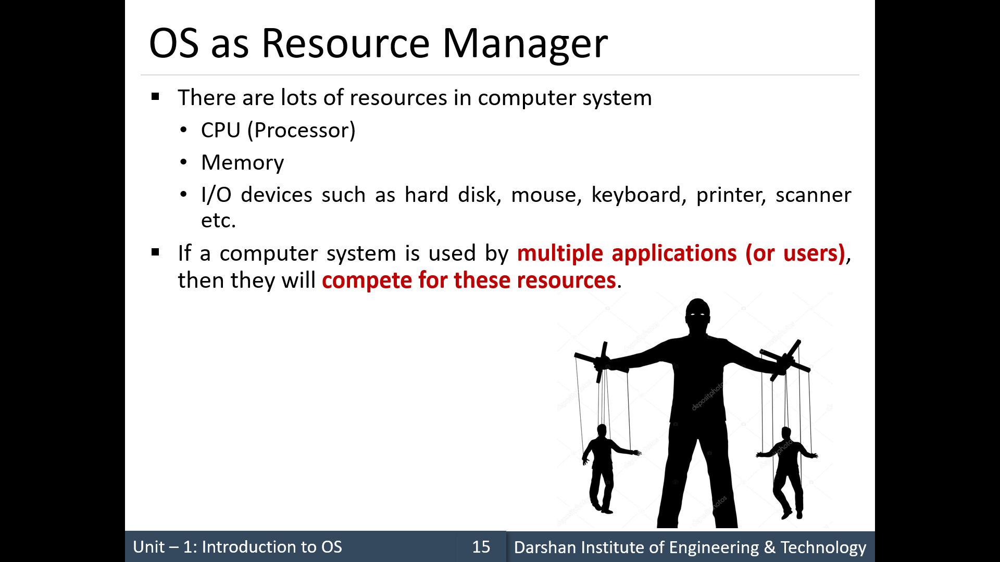 OS as Resource Manager
▪ There are lots of resources in computer system
• CPU (Processor)
• Memory
• I/O devices such as hard disk, mouse, keyboard, printer, scanner
etc.
▪ If a computer system is used by multiple applications (or users),
then they will compete for these resources.
depositphotos
Unit – 1: Introduction to OS
15
Darshan Institute of Engineering & Technology